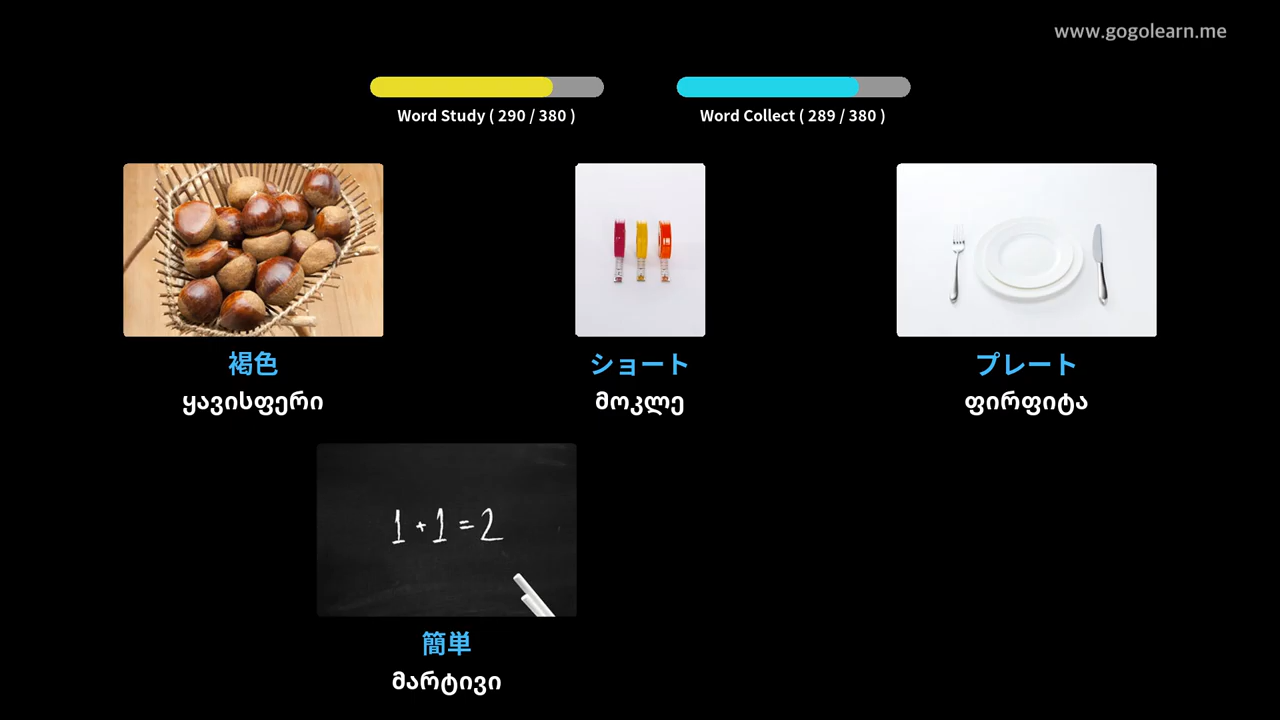 www.gogolearn.me
Word Study ( 290 / 380 )
Word Collect ( 289 / 380 )
褐色
ყავისფერი
ショート
მოკლე
プレート
ფირფიტა
1 + 1 = 2
簡単
მარტივი